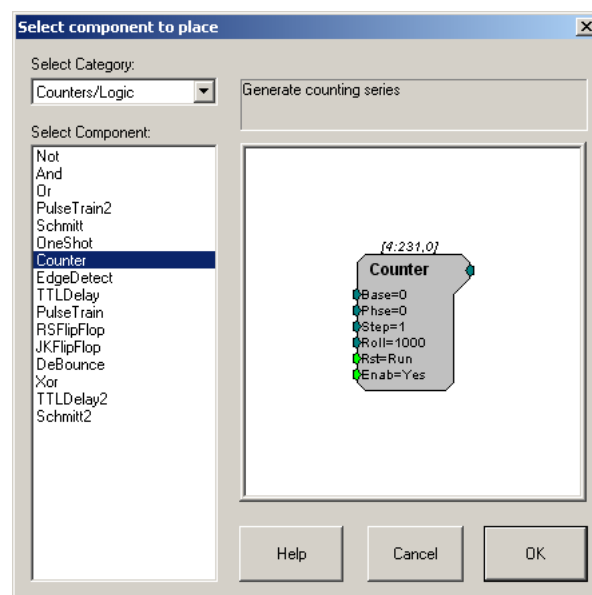 Select component to place
Select Category:
Counters/Logic
Generate counting series
Select Component:
Not
And
Or
PulseTrain2
Schmitt
OneShot
Counter
EdgeDetect
TTLDelay
PulseTrain
RSFlipFlop
JKFlipFlop
DeBounce
Xor
TTLDelay2
Schmitt2
[4:231,0]
Counter
Base=0
Phse=0
Step=1
Roll=1000
Rst=Run
Enab=Yes
Help
Cancel
OK